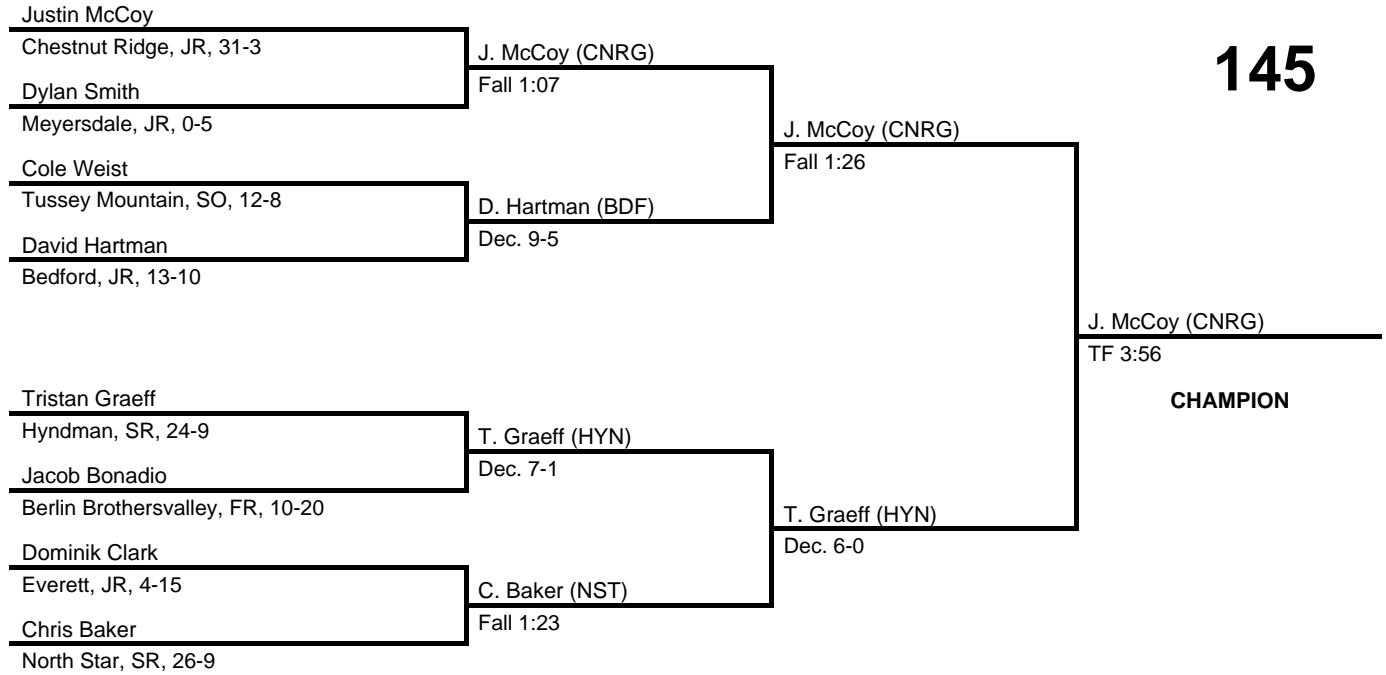 Justin McCoy
Chestnut Ridge, JR, 31-3
Dylan Smith
Meyersdale, JR, 0-5
Cole Weist
Tussey Mountain, SO, 12-8
David Hartman
Bedford, JR, 13-10
Tristan Graeff
Hyndman, SR, 24-9
Jacob Bonadio
Berlin Brothersvalley, FR, 10-20
Dominik Clark
Everett, JR, 4-15
Chris Baker
North Star, SR, 26-9
J. McCoy (CNRG)
Fall 1:07
D. Hartman (BDF)
Dec. 9-5
T. Graeff (HYN)
Dec. 7-1
C. Baker (NST)
Fall 1:23
J. McCoy (CNRG)
Fall 1:26
T. Graeff (HYN)
Dec. 6-0
145
J. McCoy (CNRG)
TF 3:56
CHAMPION